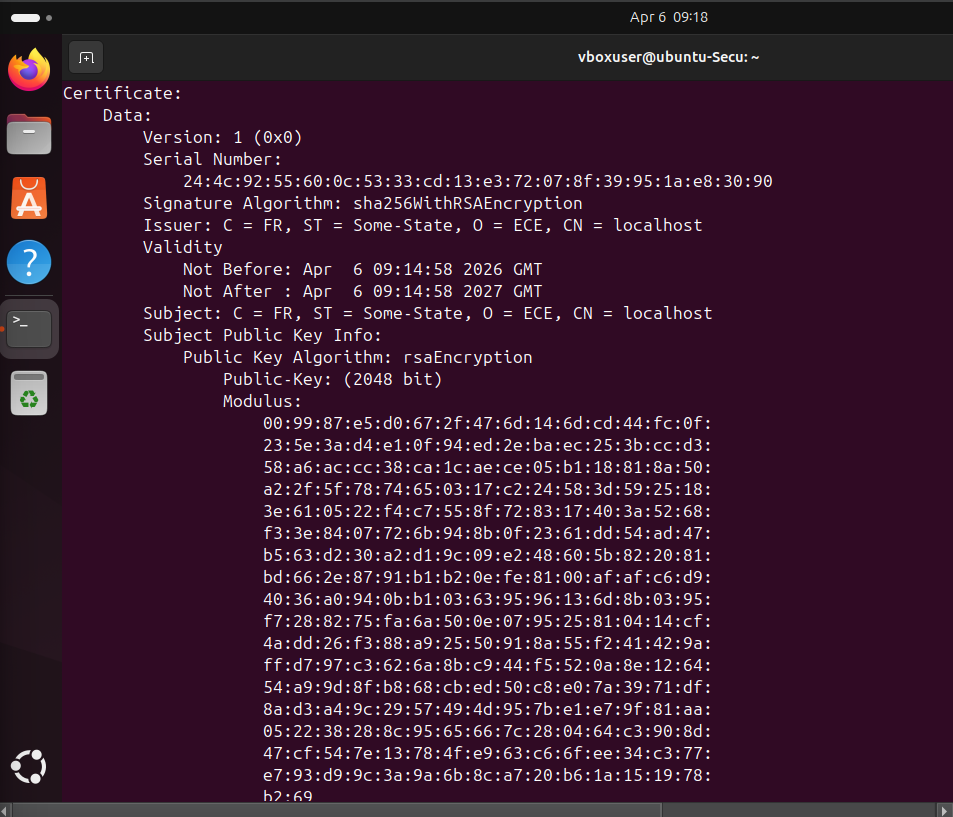 Apr 6 09:18
vboxuser@ubuntu-Secu: ~
Certificate:
Data:
Version: 1 (0x0)
Serial Number:
24:4c:92:55:60:0c:53:33:cd:13:e3:72:07:8f:39:95:1a:e8:30:90
Signature Algorithm: sha256WithRSAEncryption
Issuer: C = FR, ST = Some-State, O = ECE, CN = localhost
Validity
Not Before: Apr  6 09:14:58 2026 GMT
Not After : Apr  6 09:14:58 2027 GMT
Subject: C = FR, ST = Some-State, O = ECE, CN = localhost
Subject Public Key Info:
Public Key Algorithm: rsaEncryption
Public-Key: (2048 bit)
Modulus:
00:99:87:e5:d0:67:2f:47:6d:14:6d:cd:44:fc:0f:
23:5e:3a:d4:e1:0f:94:ed:2e:ba:ec:25:3b:cc:d3:
58:a6:ac:cc:38:ca:1c:ae:ce:05:b1:18:81:8a:50:
a2:2f:5f:78:74:65:03:17:c2:24:58:3d:59:25:18:
3e:61:05:22:f4:c7:55:8f:72:83:17:40:3a:52:68:
f3:3e:84:07:72:6b:94:8b:0f:23:61:dd:54:ad:47:
b5:63:d2:30:a2:d1:9c:09:e2:48:60:5b:82:20:81:
bd:66:2e:87:91:b1:b2:0e:fe:81:00:af:af:c6:d9:
40:36:a0:94:0b:b1:03:63:95:96:13:6d:8b:03:95:
f7:28:82:75:fa:6a:50:0e:07:95:25:81:04:14:cf:
4a:dd:26:f3:88:a9:25:50:91:8a:55:f2:41:42:9a:
ff:d7:97:c3:62:6a:8b:c9:44:f5:52:0a:8e:12:64:
54:a9:9d:8f:b8:68:cb:ed:50:c8:e0:7a:39:71:df:
8a:d3:a4:9c:29:57:49:4d:95:7b:e1:e7:9f:81:aa:
05:22:38:28:8c:95:65:66:7c:28:04:64:c3:90:8d:
47:cf:54:7e:13:78:4f:e9:63:c6:6f:ee:34:c3:77:
e7:93:d9:9c:3a:9a:6b:8c:a7:20:b6:1a:15:19:78:
b2:69